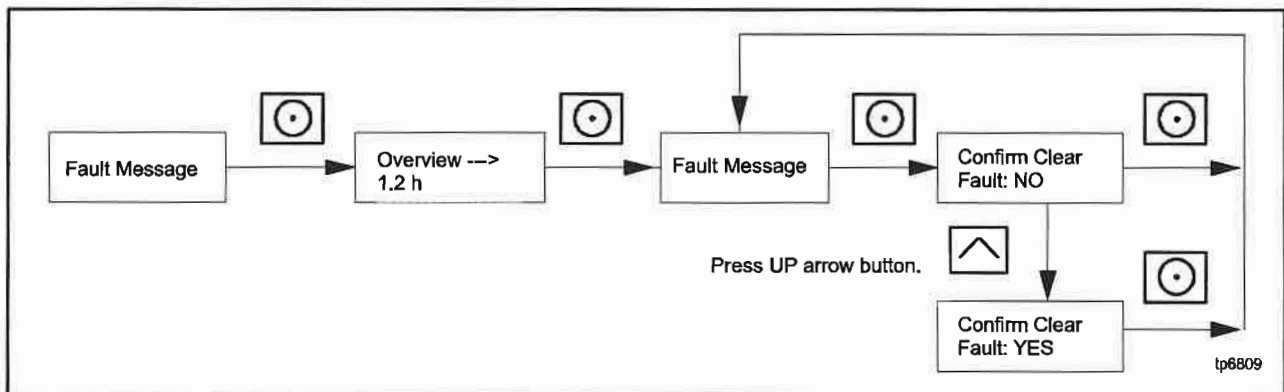 Fault Message
Overview --->
1.2 h
Fault Message
Confirm Clear
Fault: NO
Press UP arrow button.
Confirm Clear
Fault: YES
tp6809